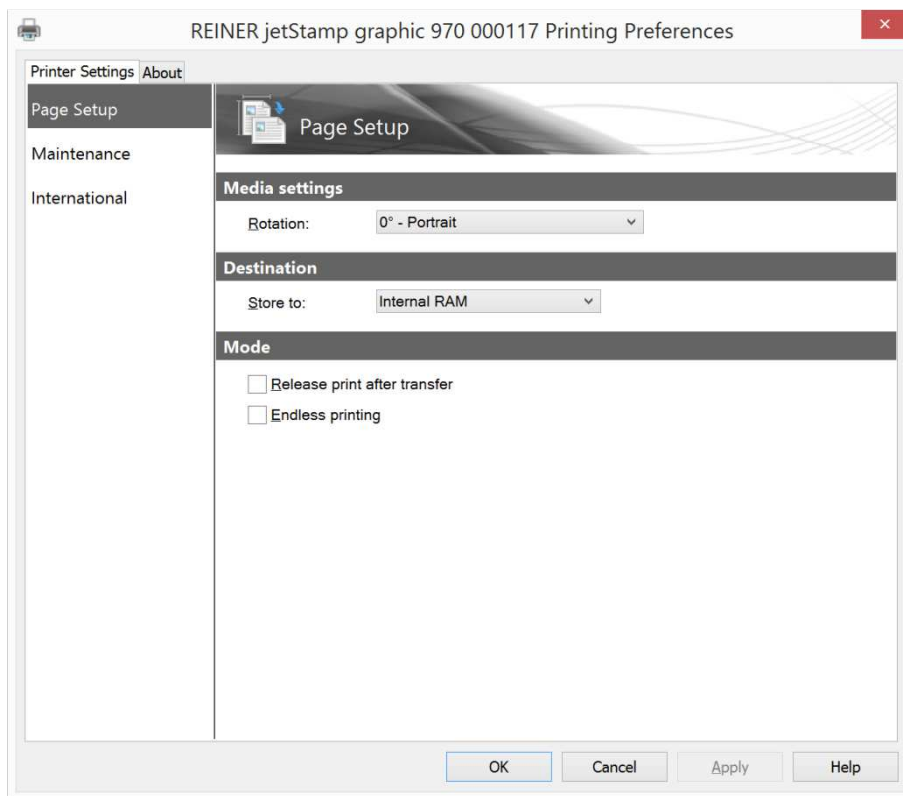 REINER jetStamp graphic 970 000117 Printing Preferences
Printer Settings About
Page Setup
Maintenance
International
Page Setup
Media settings
Rotation: 0° - Portrait
Destination
Store to: Internal RAM
Mode
Release print after transfer
Endless printing
OK Cancel Apply Help